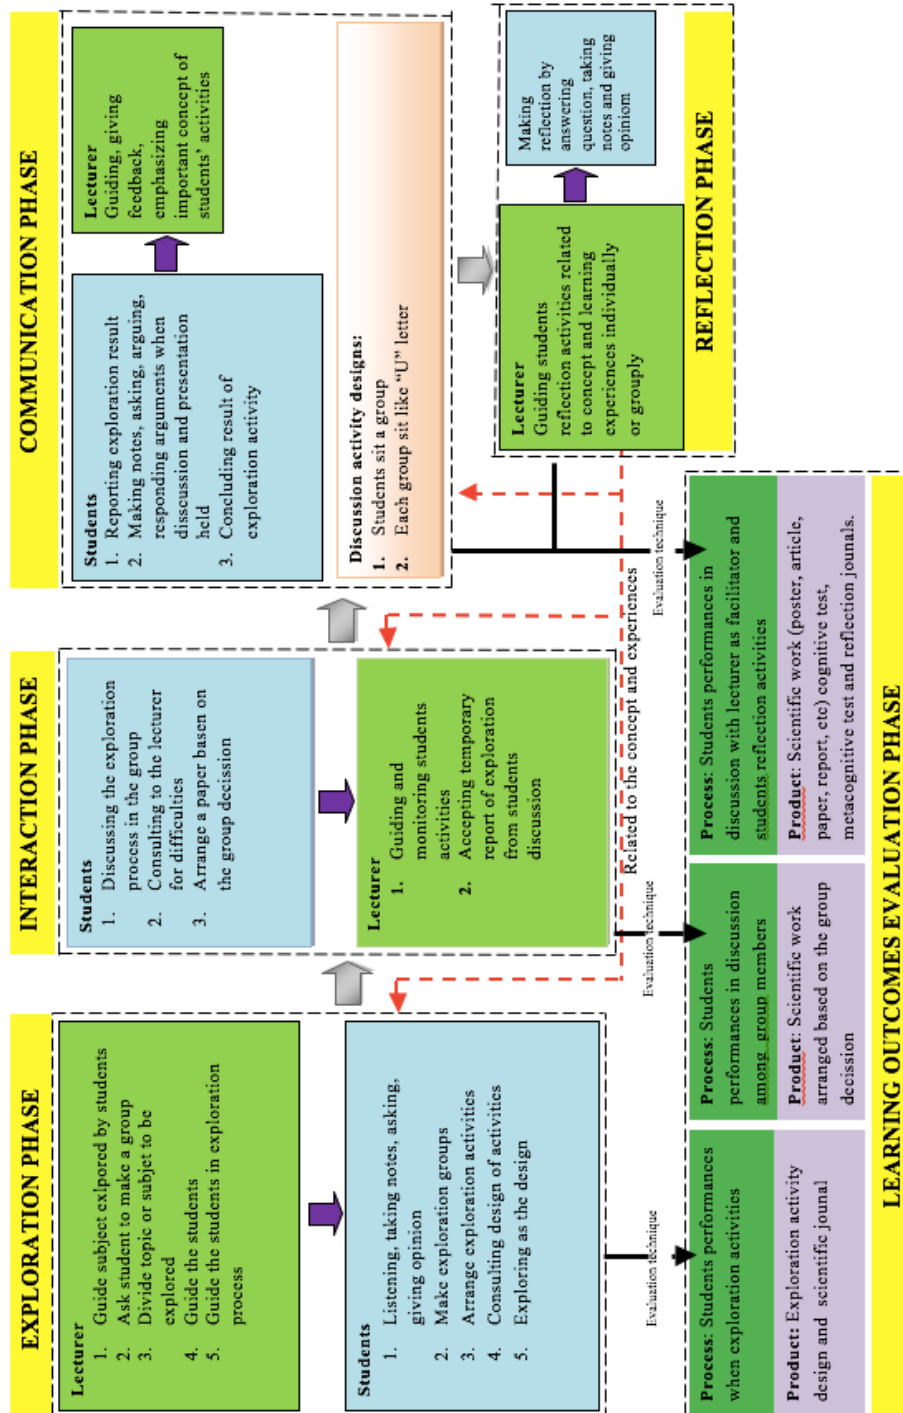 EXPLORATION PHASE
Lecturer
1. Guide subject exlpored by students
2. Ask student to make a group
3. Divide topic or subjet to be
explored
4. Guide the students
5. Guide the students in exploration
process
Students
1. Listening, taking notes, asking,
giving opinion
2. Make exploration groups
3. Arrange exploration activities
4. Consulting design of activities
5. Exploring as the design
INTERACTION PHASE
Students
1. Discussing the exploration
process in the group
2. Consulting to the lecturer
for difficulties
3. Arrange a paper based on
the group decission
Lecturer
1. Guiding and
monitoring students
activities
2. Accepting temporary
report of exploration
from students
discussion
COMMUNICATION PHASE
Students
1. Reporting exploration result
2. Making notes, asking, arguing,
responding arguments when
disscussion and presentation
held
3. Concluding result of
exploration activity
Lecturer
Guiding, giving
feedback,
emphasizing
important concept of
students' activities
Discussion activity designs:
1. Students sit a group
2. Each group sit like "U" letter
Lecturer
Guiding students
reflection activities related
to concept and learning
experiences individually
or grouply
Making
reflection by
answering
question, taking
notes and giving
opiniom
REFLECTION PHASE
Related to the concept and experiences
Evaluation technique
Evaluation technique
Evaluation technique
Process: Students performances
when exploration activities
Product: Exploration activity
design and scientific jounal
Process: Students
performances in discussion
among group members
Product: Scientific work
arranged based on the group
decission
Process: Students performances in
discussion with lecturer as facilitator and
students reflection activities
Product: Scientific work (poster, article,
paper, report, etc) cognitive test,
metacognitive test and reflection jounals.
LEARNING OUTCOMES EVALUATION PHASE